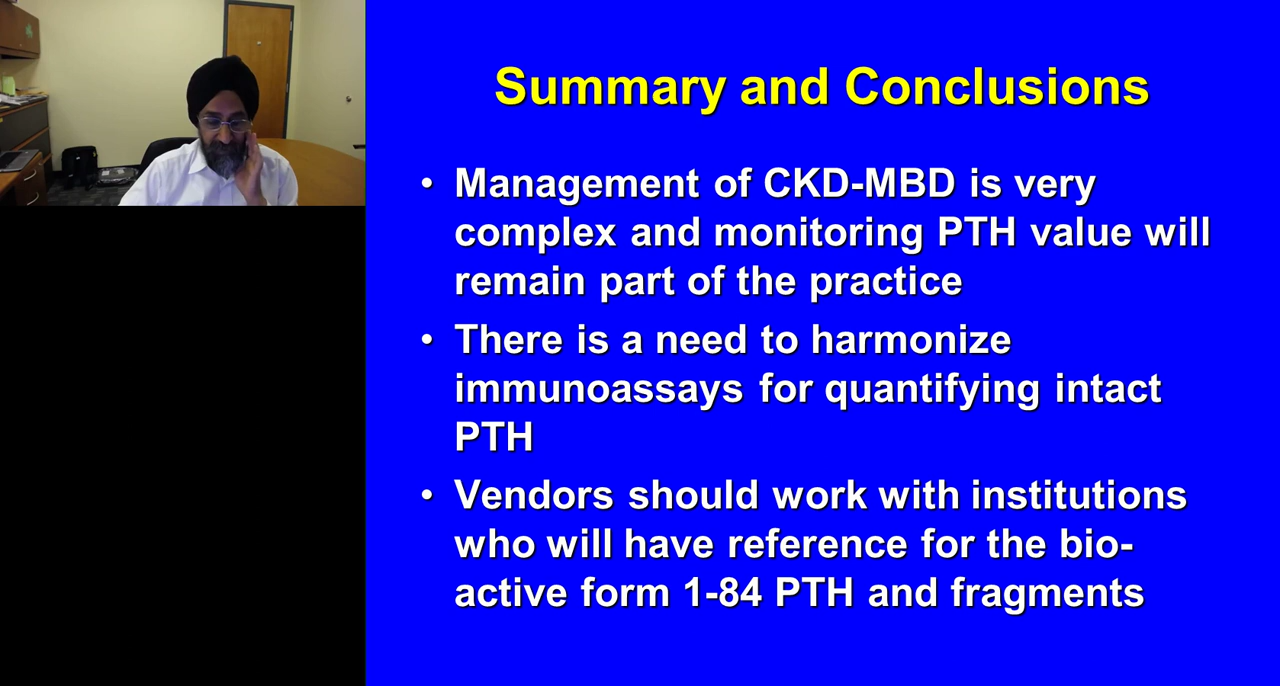 Summary and Conclusions
• Management of CKD-MBD is very
complex and monitoring PTH value will
remain part of the practice
• There is a need to harmonize
immunoassays for quantifying intact
PTH
• Vendors should work with institutions
who will have reference for the bio-
active form 1-84 PTH and fragments